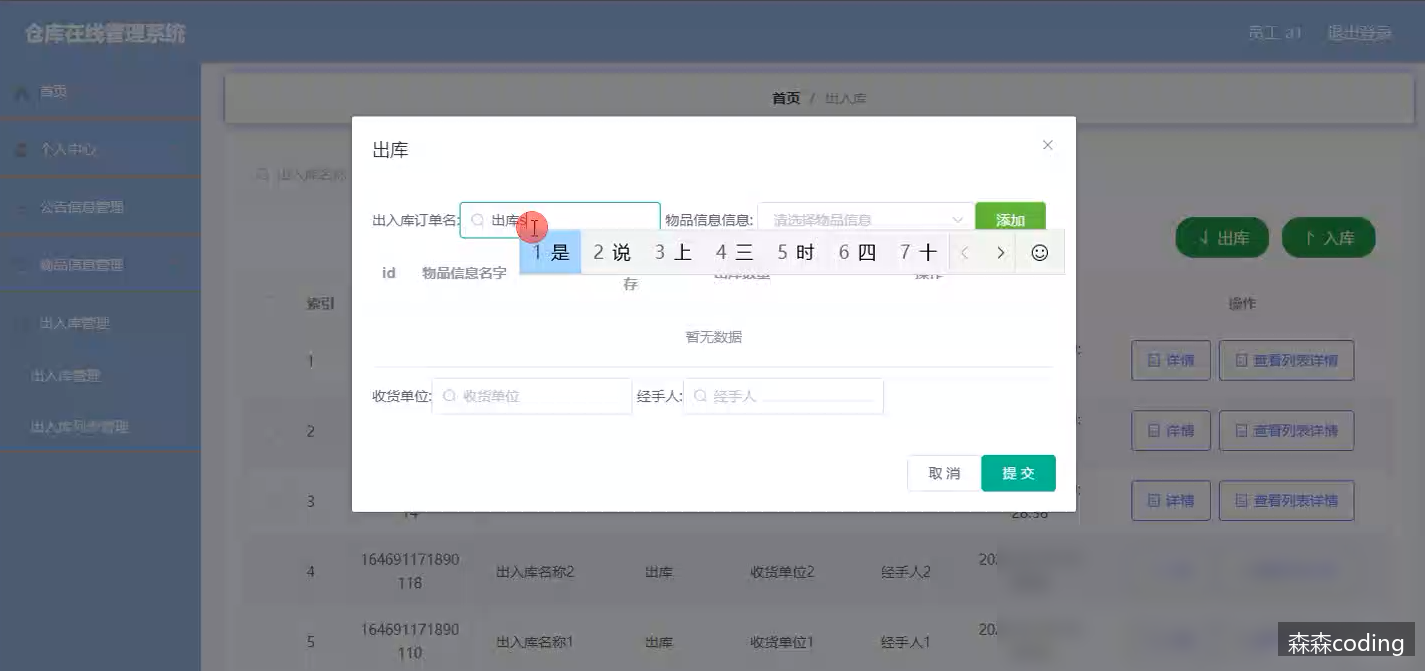 仓库在线管理系统
员工 a1 退出登录
首页
首页 / 出入库
个人中心
公告信息管理
物品信息管理
出入库管理
出入库管理
出入库列表管理
出入库名称
出库 入库
出库
出入库订单名: 出库s 物品信息信息: 请选择物品信息 添加
1 是 2 说 3 上 4 三 5 时 6 四 7 十
id 物品信息名字 存 出库数量 操作
暂无数据
收货单位: 收货单位 经手人: 经手人
取 消 提 交
索引 操作
1 详情 查看列表详情
2 详情 查看列表详情
3 14 28:36 详情 查看列表详情
4 164691171890 出入库名称2 出库 收货单位2 经手人2 20
118
5 164691171890 出入库名称1 出库 收货单位1 经手人1 20
110
森森coding